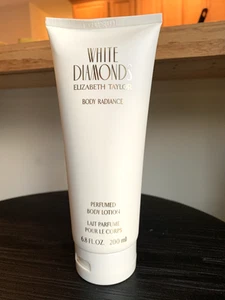 WHITE
DIAMONDS
ELIZABETH TAYLOR
BODY RADIANCE
PERFUMED
BODY LOTION
LAIT PARFUMÉ
POUR LE CORPS
6.8 FL.OZ 200 ml